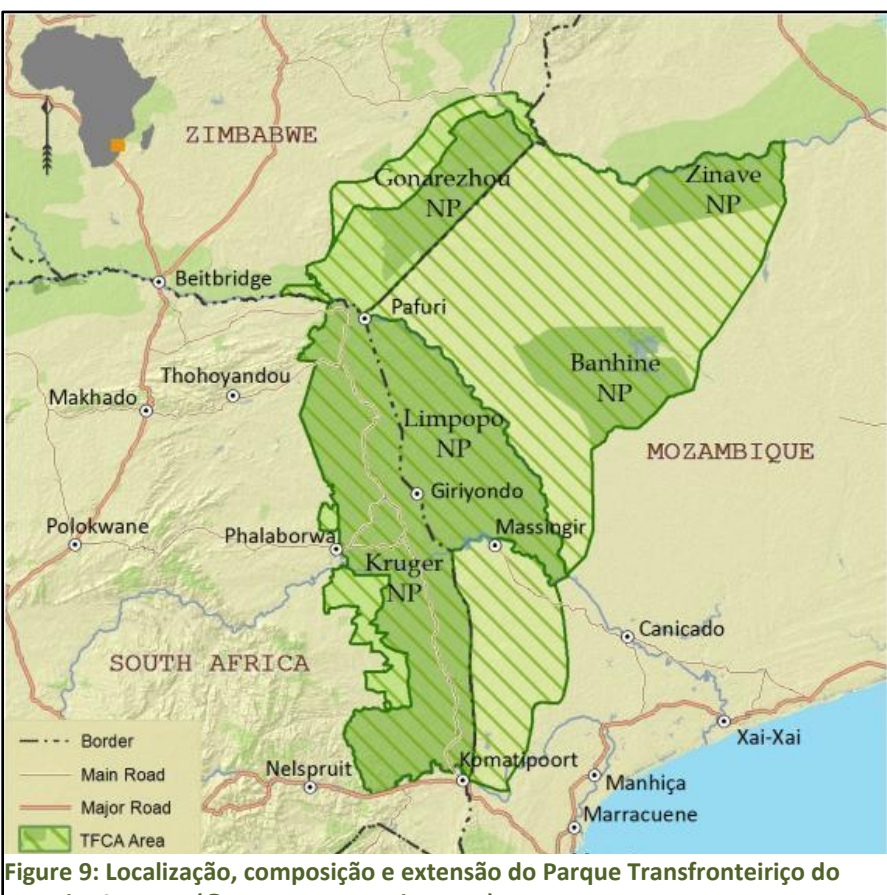 ZIMBABWE
Gonarezhou
NP
Zinave
NP
Beitbridge
Pafuri
Banhine
NP
Thohoyandou
Makhado
Limpopo
NP
MOZAMBIQUE
Giriyondo
Polokwane
Phalaborwa
Massingir
Kruger
NP
Canicado
SOUTH AFRICA
Xai-Xai
Border
Main Road
Major Road
TFCA Area
Nelspruit
Komatipoort
Manhiça
Marracuene
Figure 9: Localização, composição e extensão do Parque Transfronteiriço do